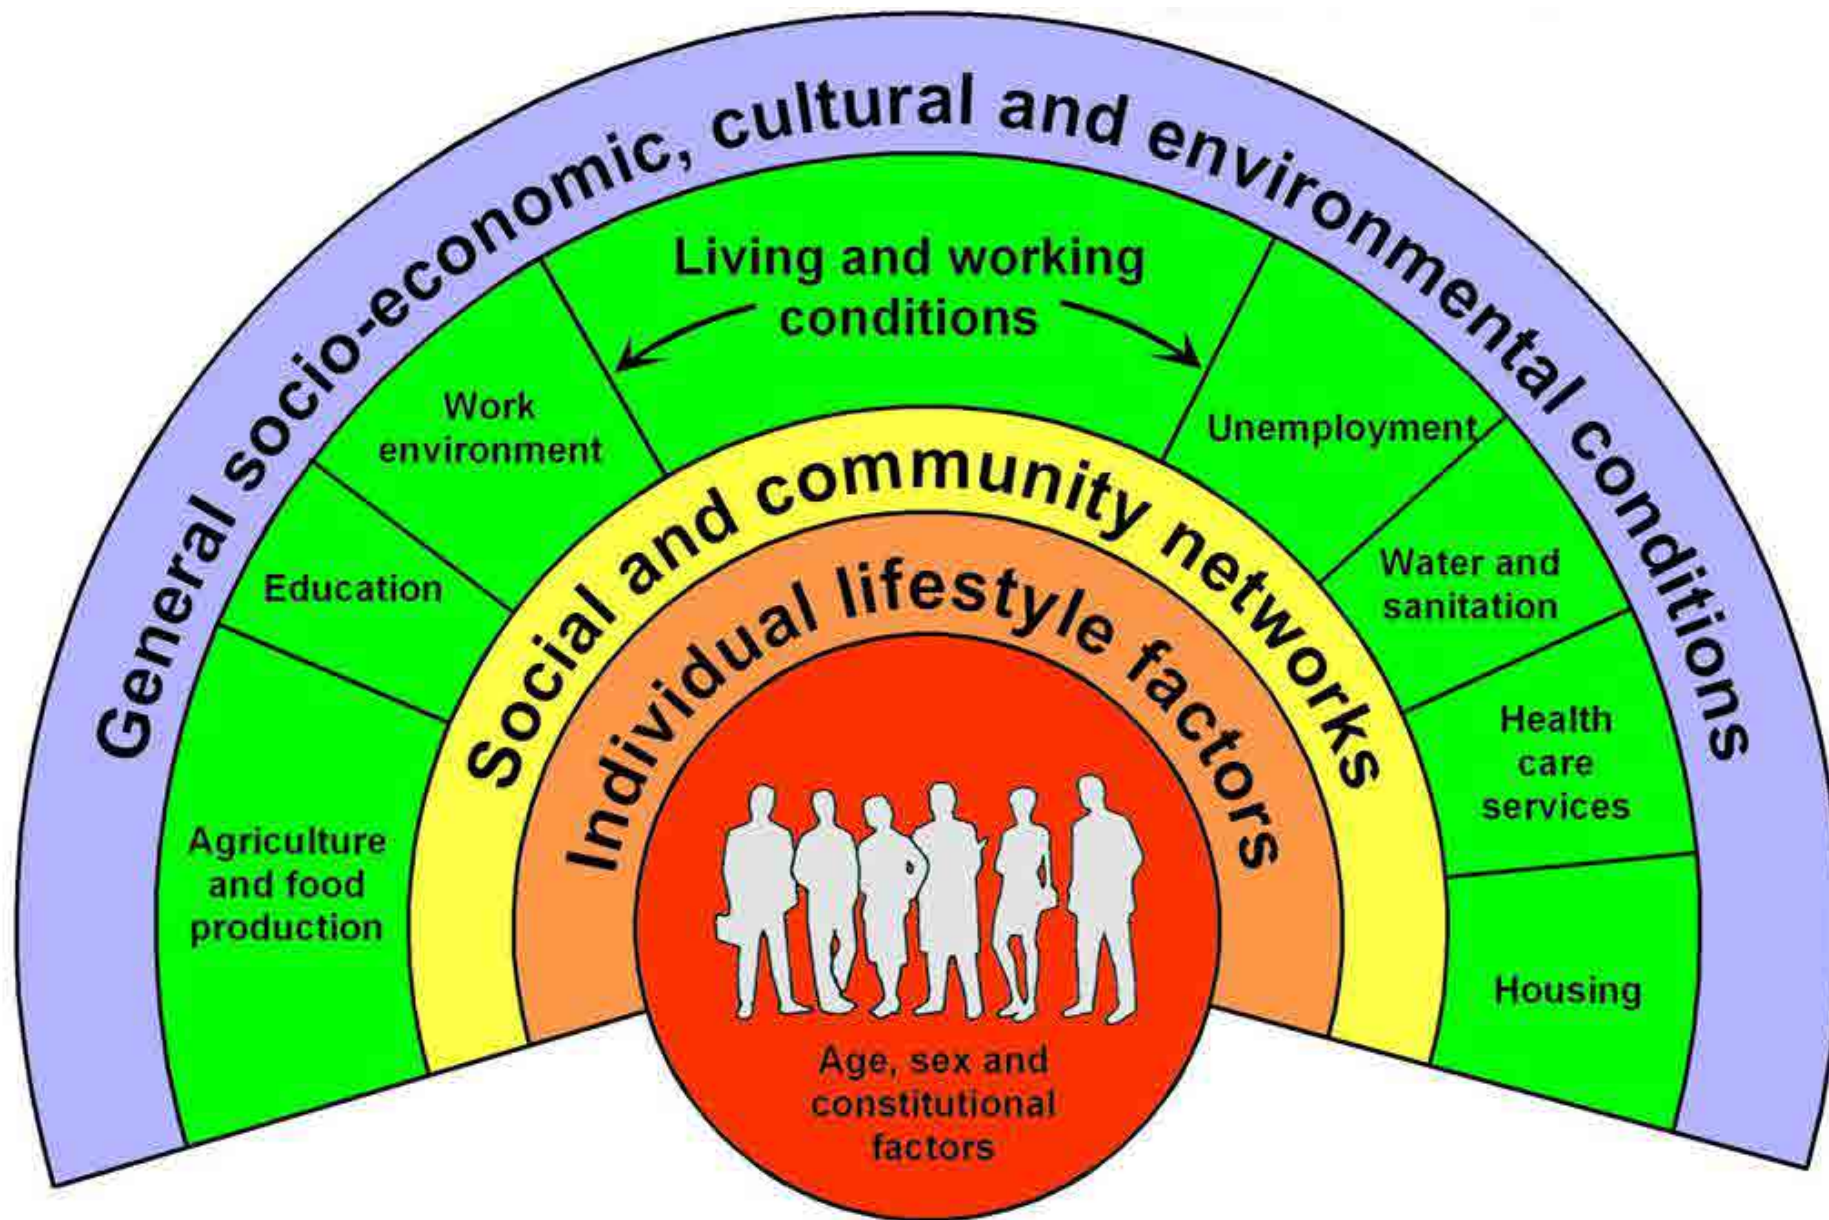 General socio-economic, cultural and environmental conditions
Living and working
conditions
Work
environment
Unemployment
Education
Water and
sanitation
Agriculture
and food
production
Health
care
services
Housing
Social and community networks
Individual lifestyle factors
Age, sex and
constitutional
factors